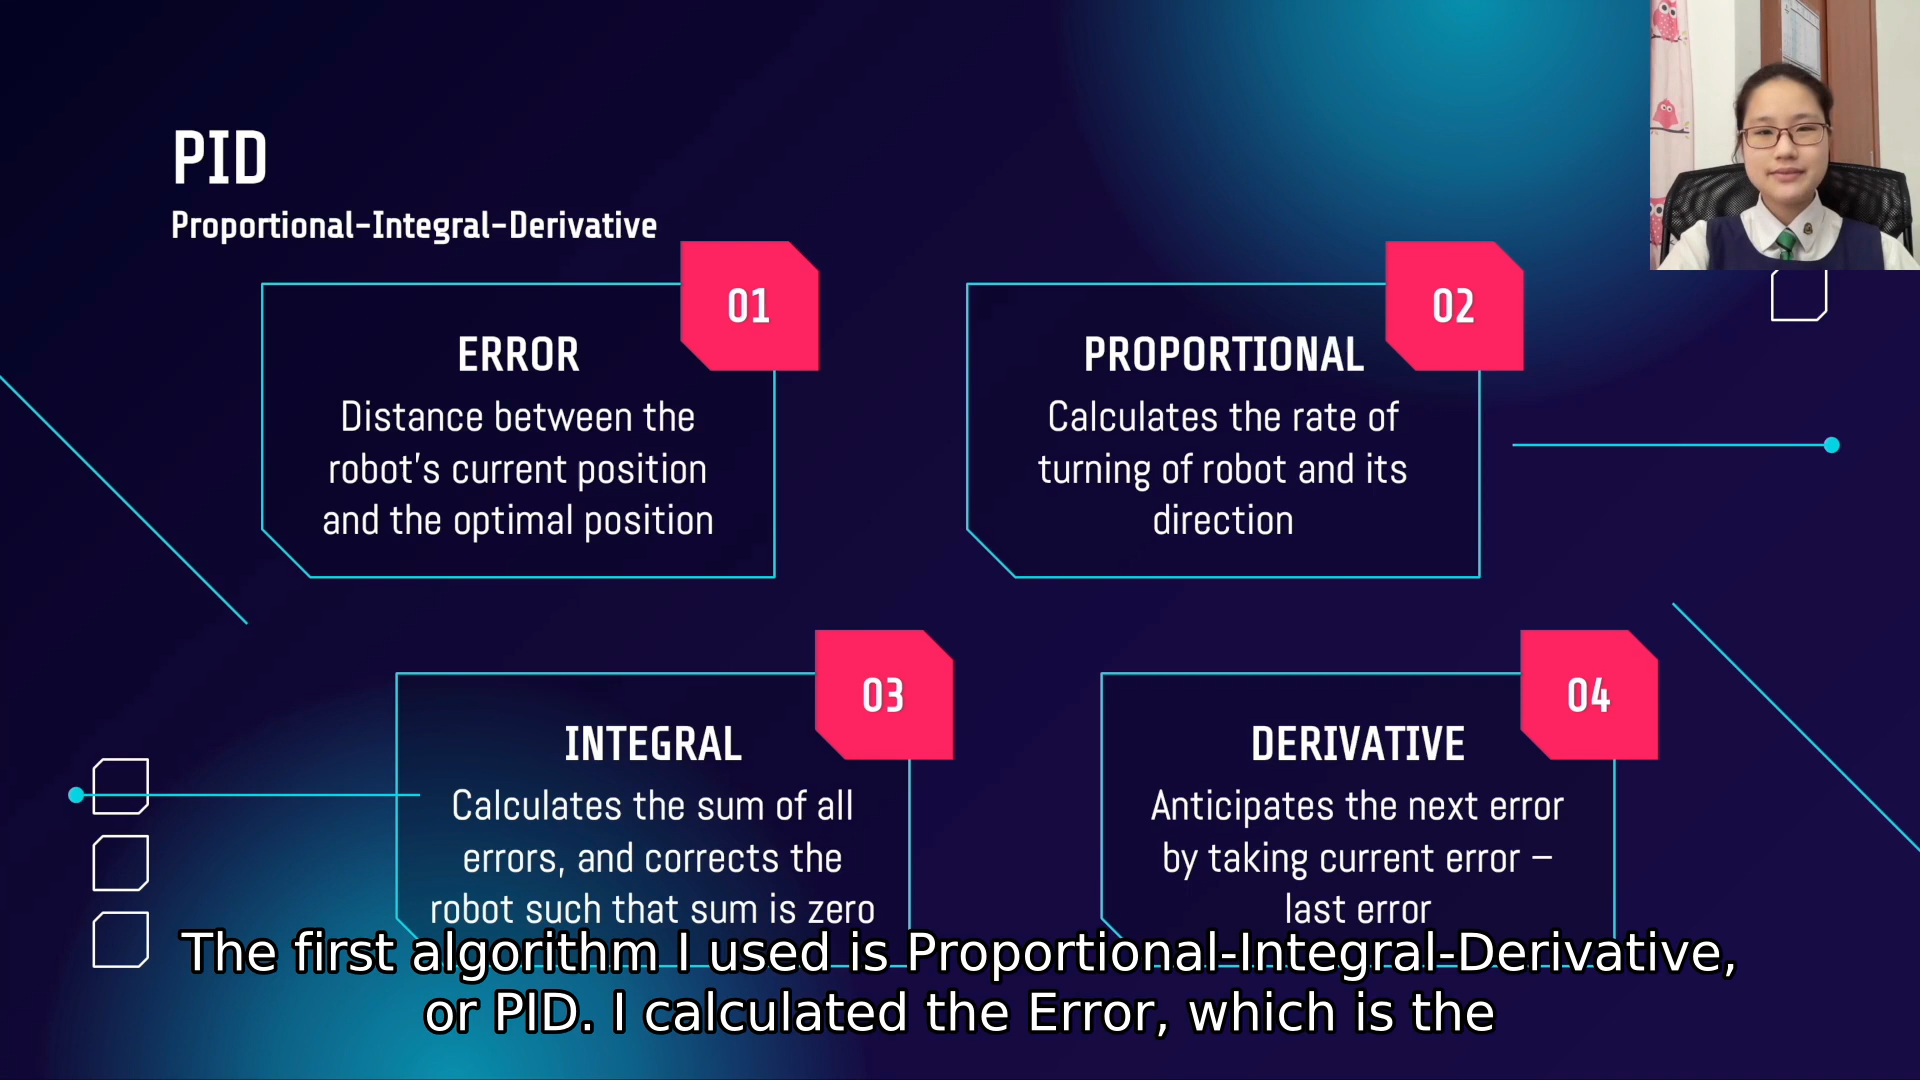 PID
Proportional-Integral-Derivative
01
ERROR
Distance between the
robot's current position
and the optimal position
02
PROPORTIONAL
Calculates the rate of
turning of robot and its
direction
03
INTEGRAL
Calculates the sum of all
errors, and corrects the
robot such that sum is zero
04
DERIVATIVE
Anticipates the next error
by taking current error –
last error
The first algorithm I used is Proportional-Integral-Derivative,
or PID. I calculated the Error, which is the